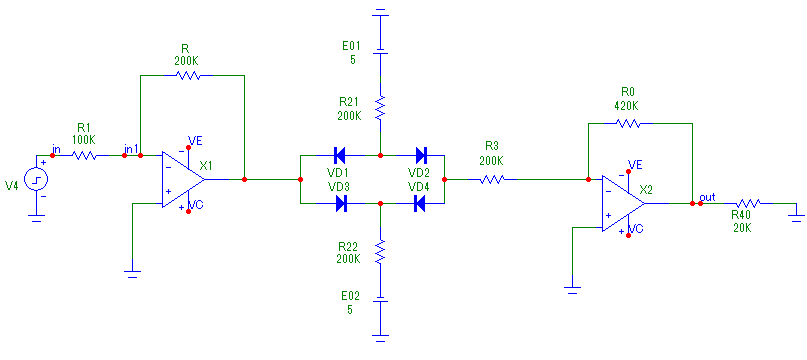 E01
5
R
200K
R21
200K
R0
420K
R1
100K
in
in1
VE
X1
VD1
VD2
R3
200K
VD3
VD4
V4
VC
VE
X2
out
VC
R40
20K
R22
200K
E02
5